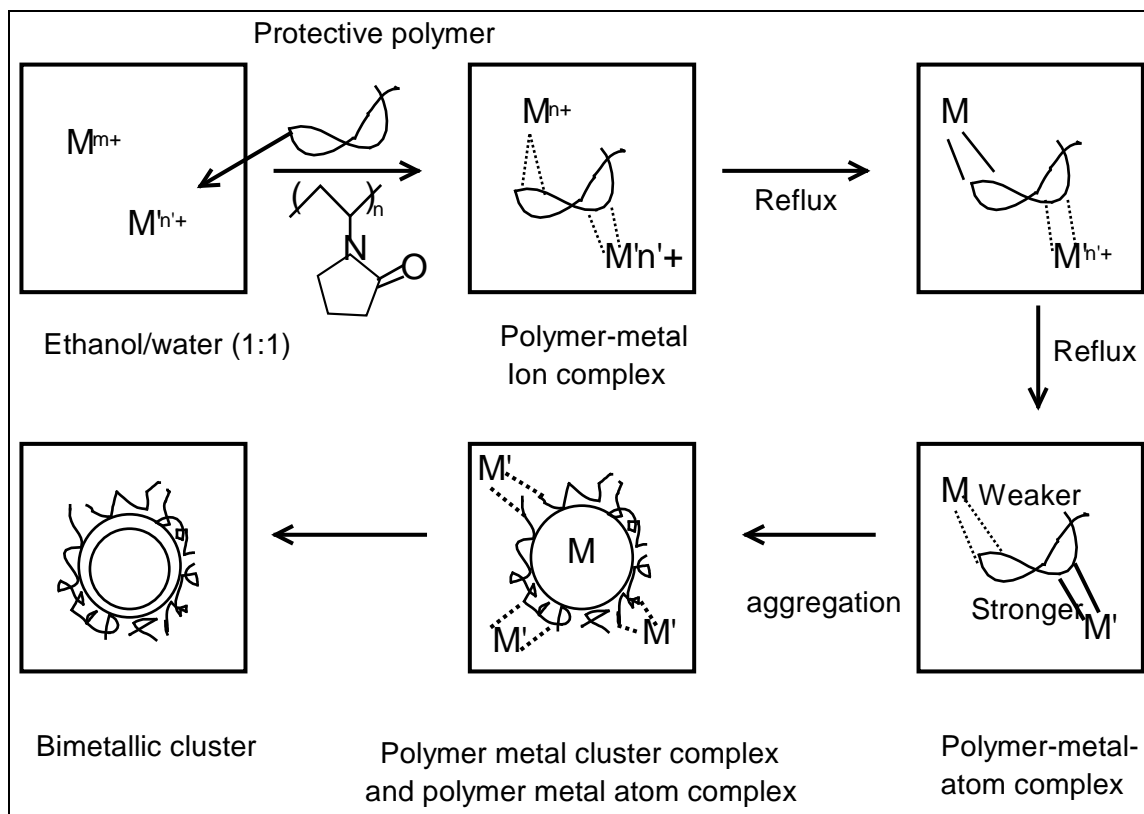 Protective polymer
Mm+
M'n'+
( )n
N
O
Mn+
M'n'+
Reflux
M
M'n'+
Ethanol/water (1:1)
Polymer-metal
Ion complex
Reflux
M'
M
M'
M'
aggregation
M
Weaker
Stronger
M'
Bimetallic cluster
Polymer metal cluster complex
and polymer metal atom complex
Polymer-metal-
atom complex